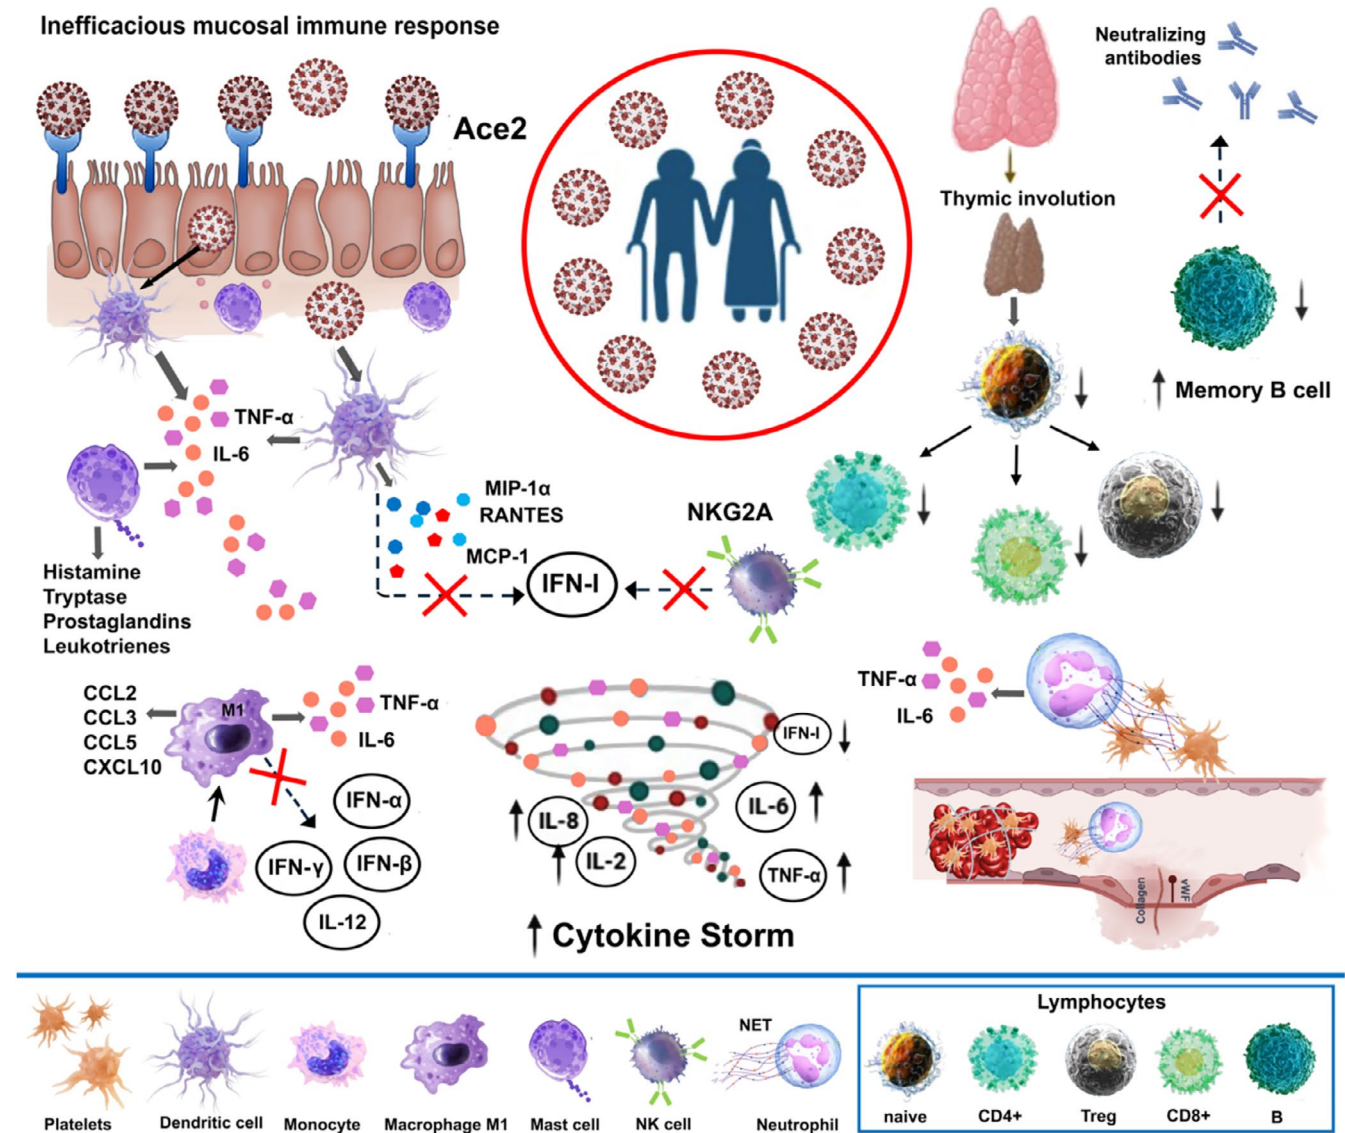 Inefficacious mucosal immune response
Ace2
Thymic involution
Neutralizing
antibodies
Memory B cell
TNF-α
IL-6
MIP-1α
RANTES
MCP-1
IFN-I
NKG2A
Histamine
Tryptase
Prostaglandins
Leukotrienes
CCL2
CCL3
CCL5
CXCL10
M1
TNF-α
IL-6
IFN-α
IFN-γ
IFN-β
IL-12
IFN-I
IL-6
IL-8
IL-2
TNF-α
Cytokine Storm
TNF-α
IL-6
Collagen
vWF
Platelets
Dendritic cell
Monocyte
Macrophage M1
Mast cell
NK cell
NET
Neutrophil
Lymphocytes
naive
CD4+
Treg
CD8+
B